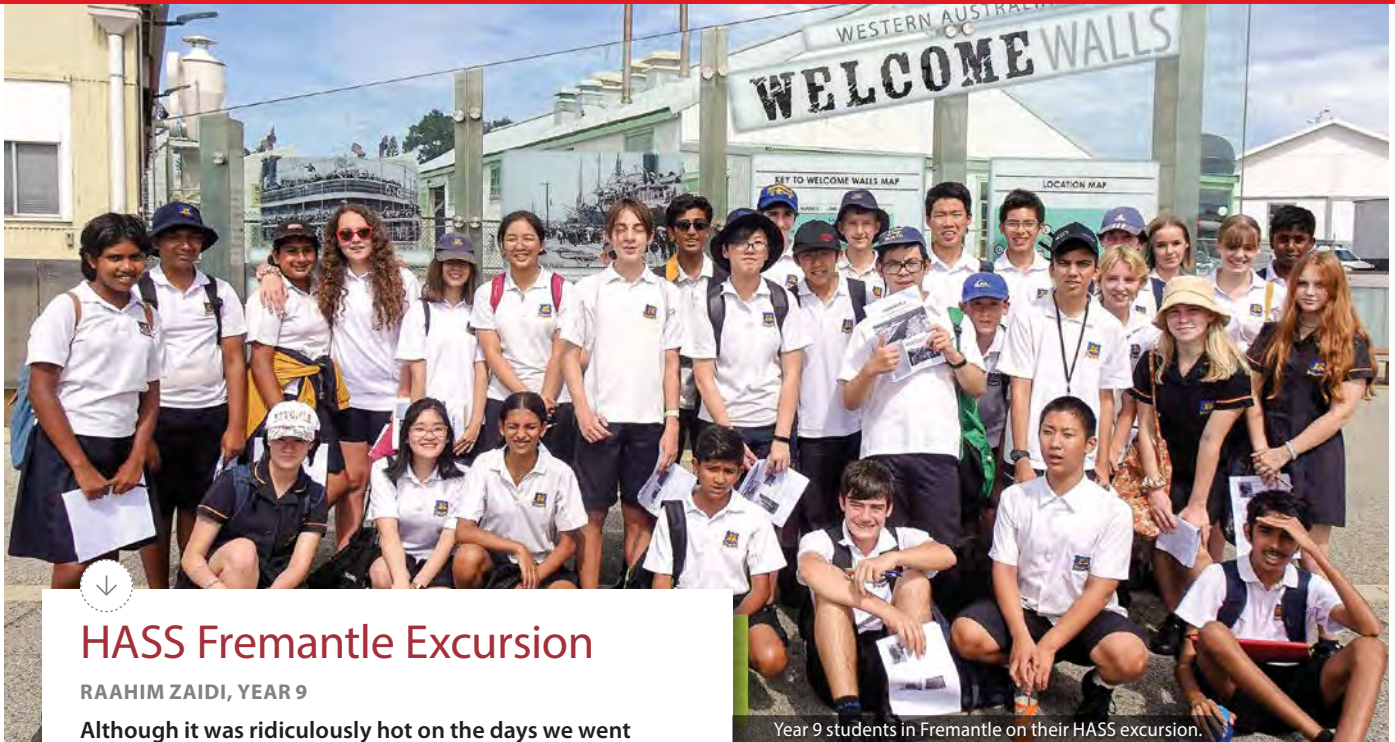 WESTERN AUSTRALIA
WELCOME WALLS
KEY TO WELCOME WALLS MAP
LOCATION MAP
HASS Fremantle Excursion
RAAHIM ZAIDI, YEAR 9
Although it was ridiculously hot on the days we went
Year 9 students in Fremantle on their HASS excursion.